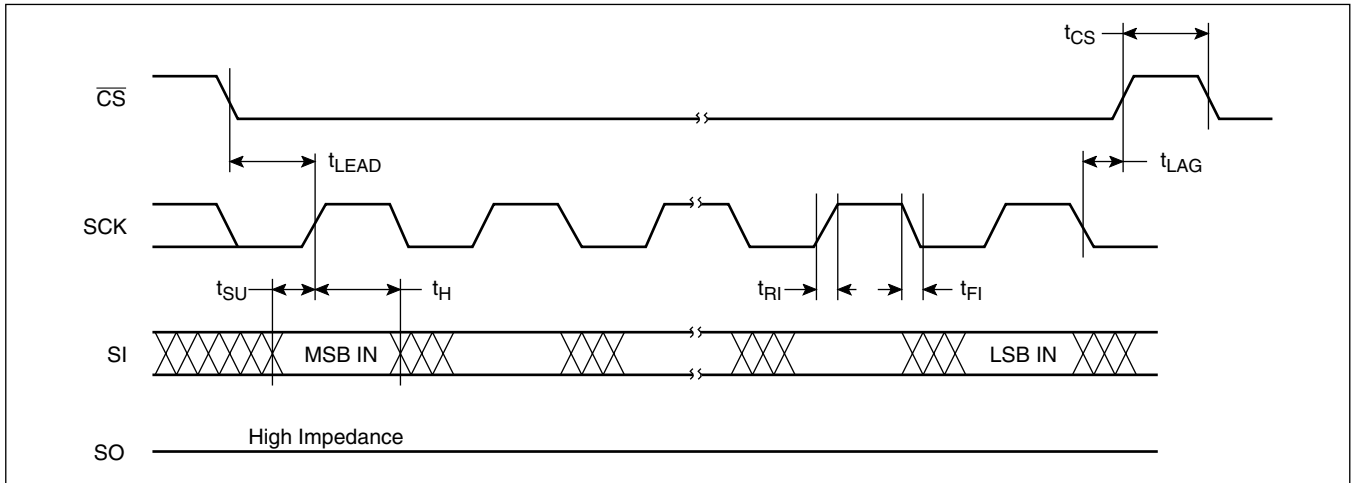 tCS
CS
tLEAD
tLAG
SCK
tSU
tH
tRI
tFI
SI
MSB IN
LSB IN
High Impedance
SO